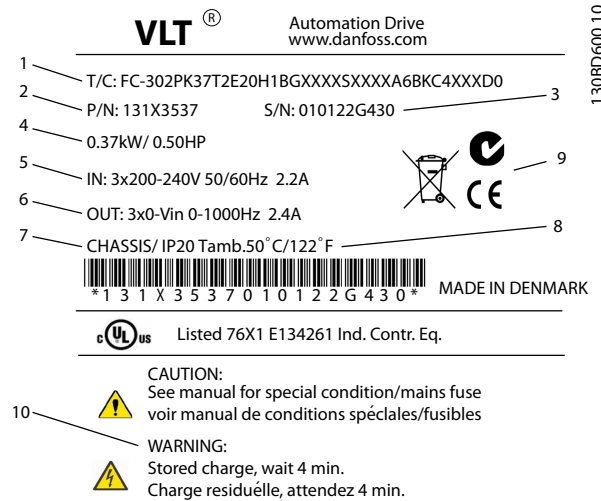 VLT ®
Automation Drive
www.danfoss.com
130BD600.10
1
T/C: FC-302PK37T2E20H1BGXXXXSXXXXA6BKC4XXXD0
2
P/N: 131X3537 S/N: 010122G430
3
4
0.37kW/ 0.50HP
5
IN: 3x200-240V 50/60Hz 2.2A
9
CE
6
OUT: 3x0-Vin 0-1000Hz 2.4A
7
CHASSIS/ IP20 Tamb.50°C/122°F
8
*131X3537010122G430* MADE IN DENMARK
c UL us Listed 76X1 E134261 Ind. Contr. Eq.
CAUTION:
See manual for special condition/mains fuse
voir manual de conditions spéclales/fusibles
10
WARNING:
Stored charge, wait 4 min.
Charge residuélle, attendez 4 min.